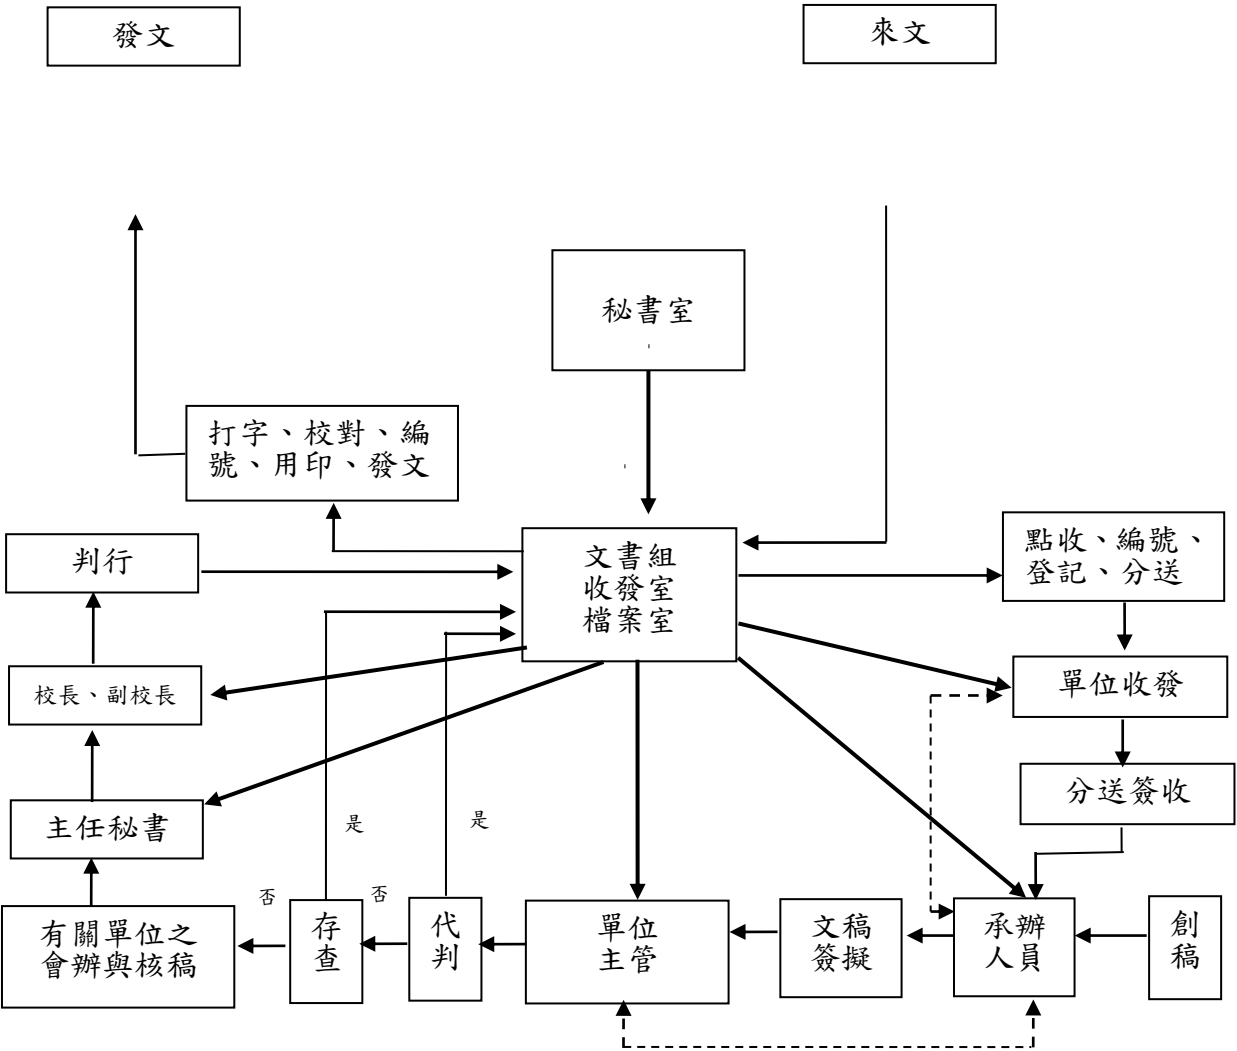 發文
來文
秘書室
打字、校對、編
號、用印、發文
判行
文書組
收發室
檔案室
點收、編號、
登記、分送
校長、副校長
單位收發
主任秘書
是
是
分送簽收
否
否
有關單位之
會辦與核稿
存
查
代
判
單位
主管
文稿
簽擬
承辦
人員
創
稿